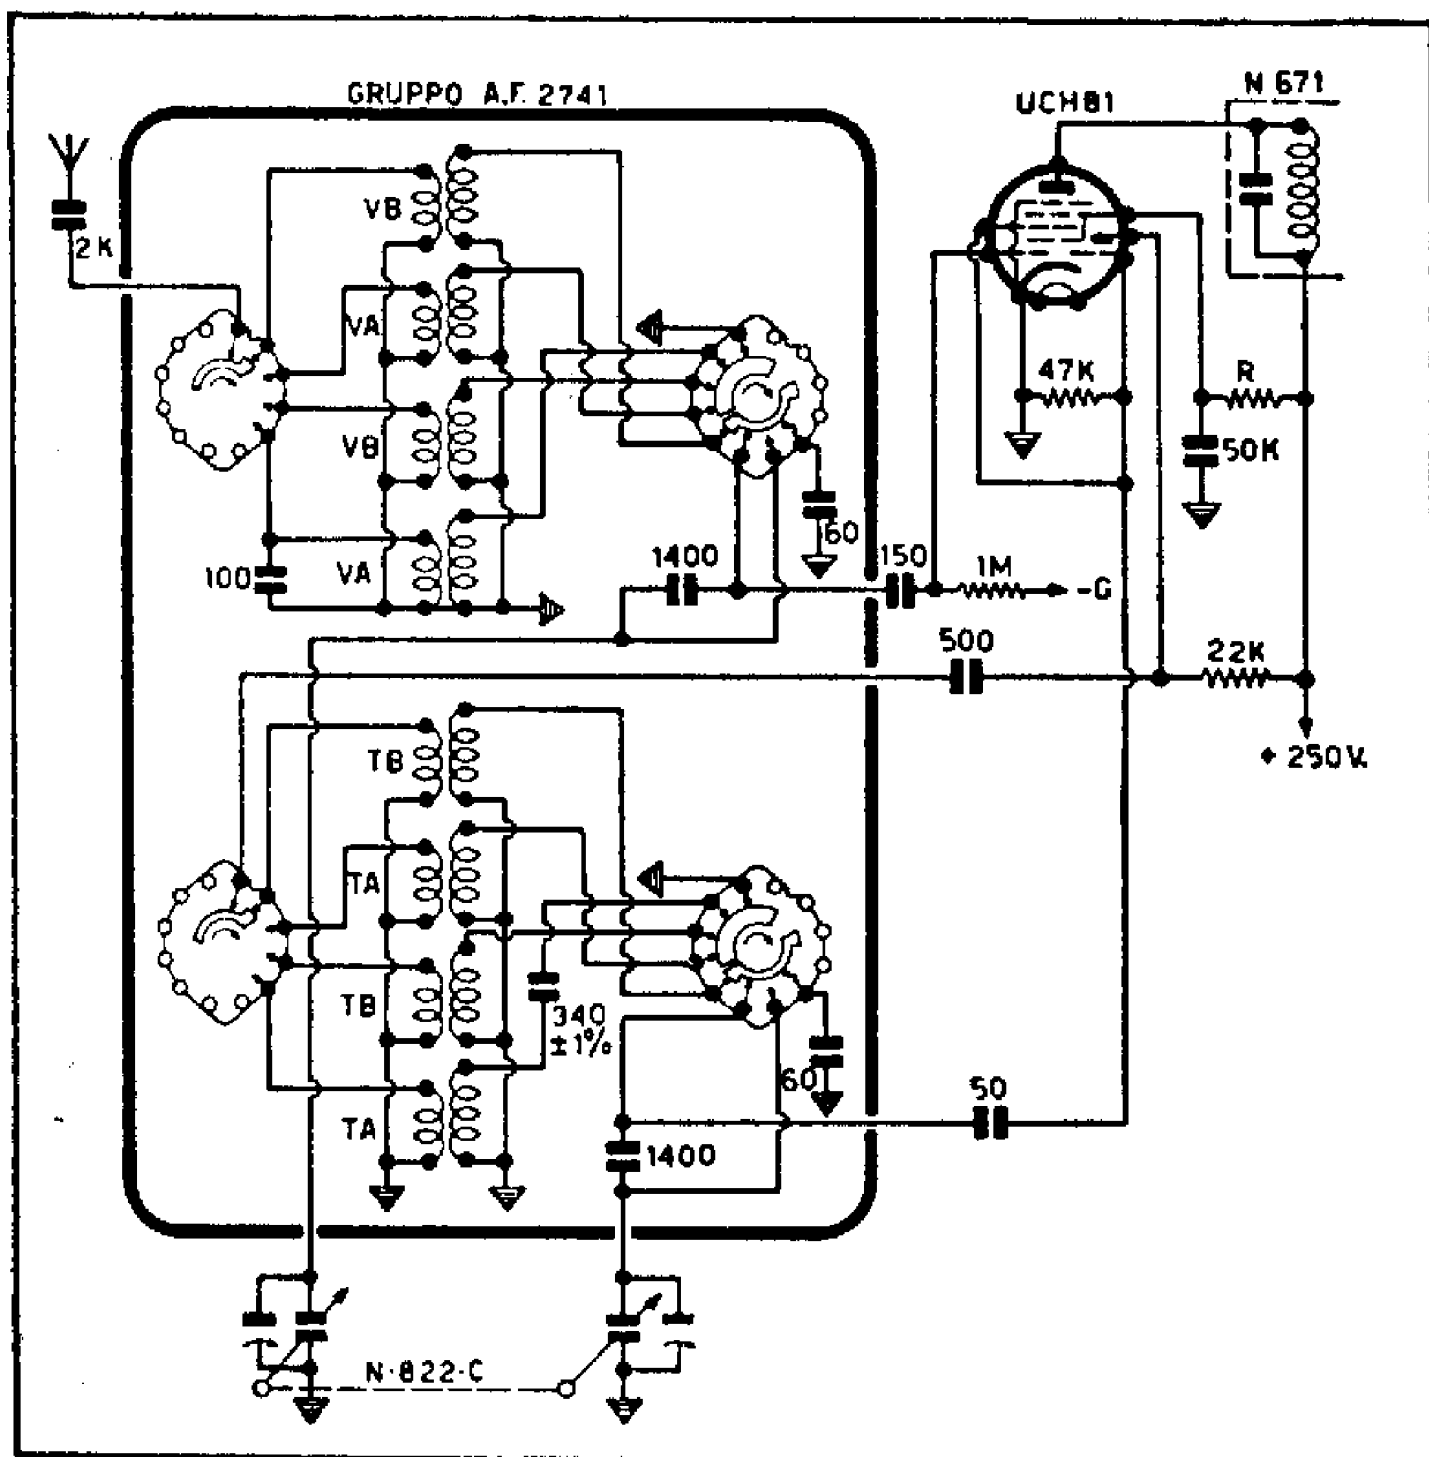 GRUPPO A.F. 2741
UCH81
N 671
2K
VB
VA
VB
VA
100
47K
R
50K
60
1400
150
1M
-G
500
22K
+ 250V.
TB
TA
TB
TA
340
±1%
60
50
1400
N-822-C